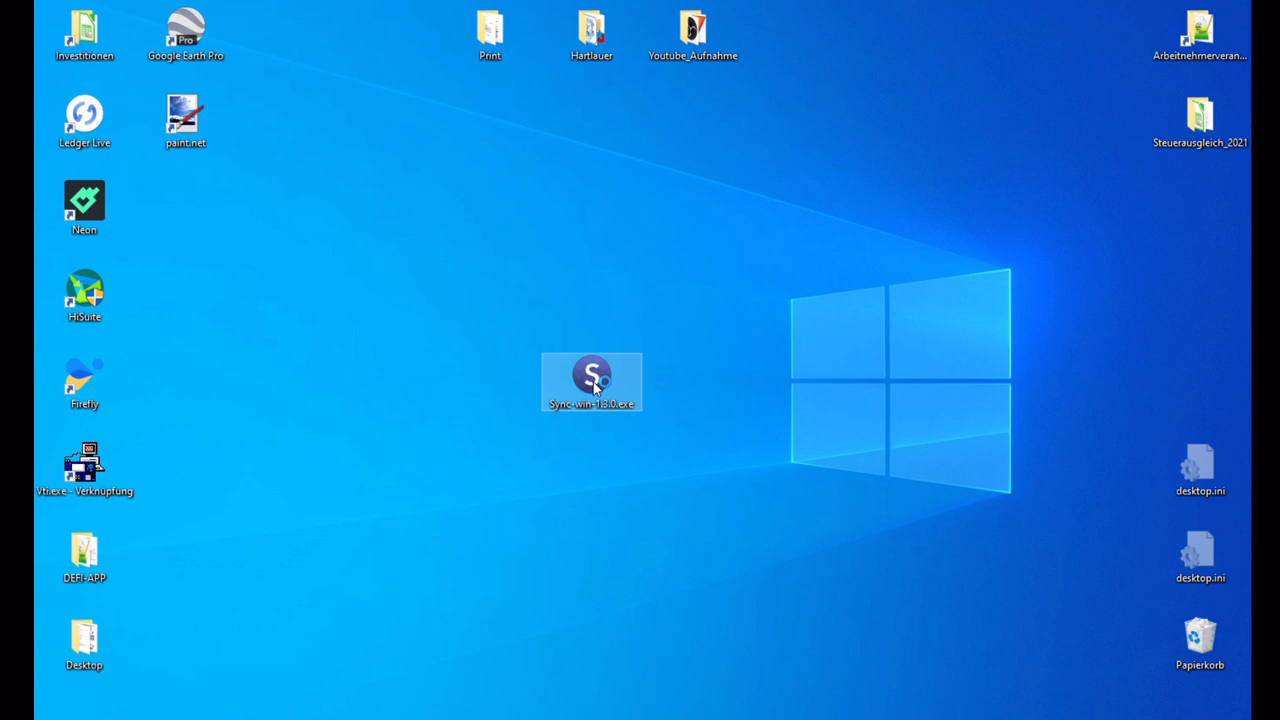 Investitionen
Google Earth Pro
Pro
Print
Hartlauer
Youtube_Aufnahme
Arbeitnehmerveran...
Ledger Live
paint.net
Steuerausgleich_2021
Neon
HiSuite
S
Sync-win-1.3.0.exe
Firefly
Vti.exe - Verknüpfung
desktop.ini
DEFI-APP
desktop.ini
Desktop
Papierkorb